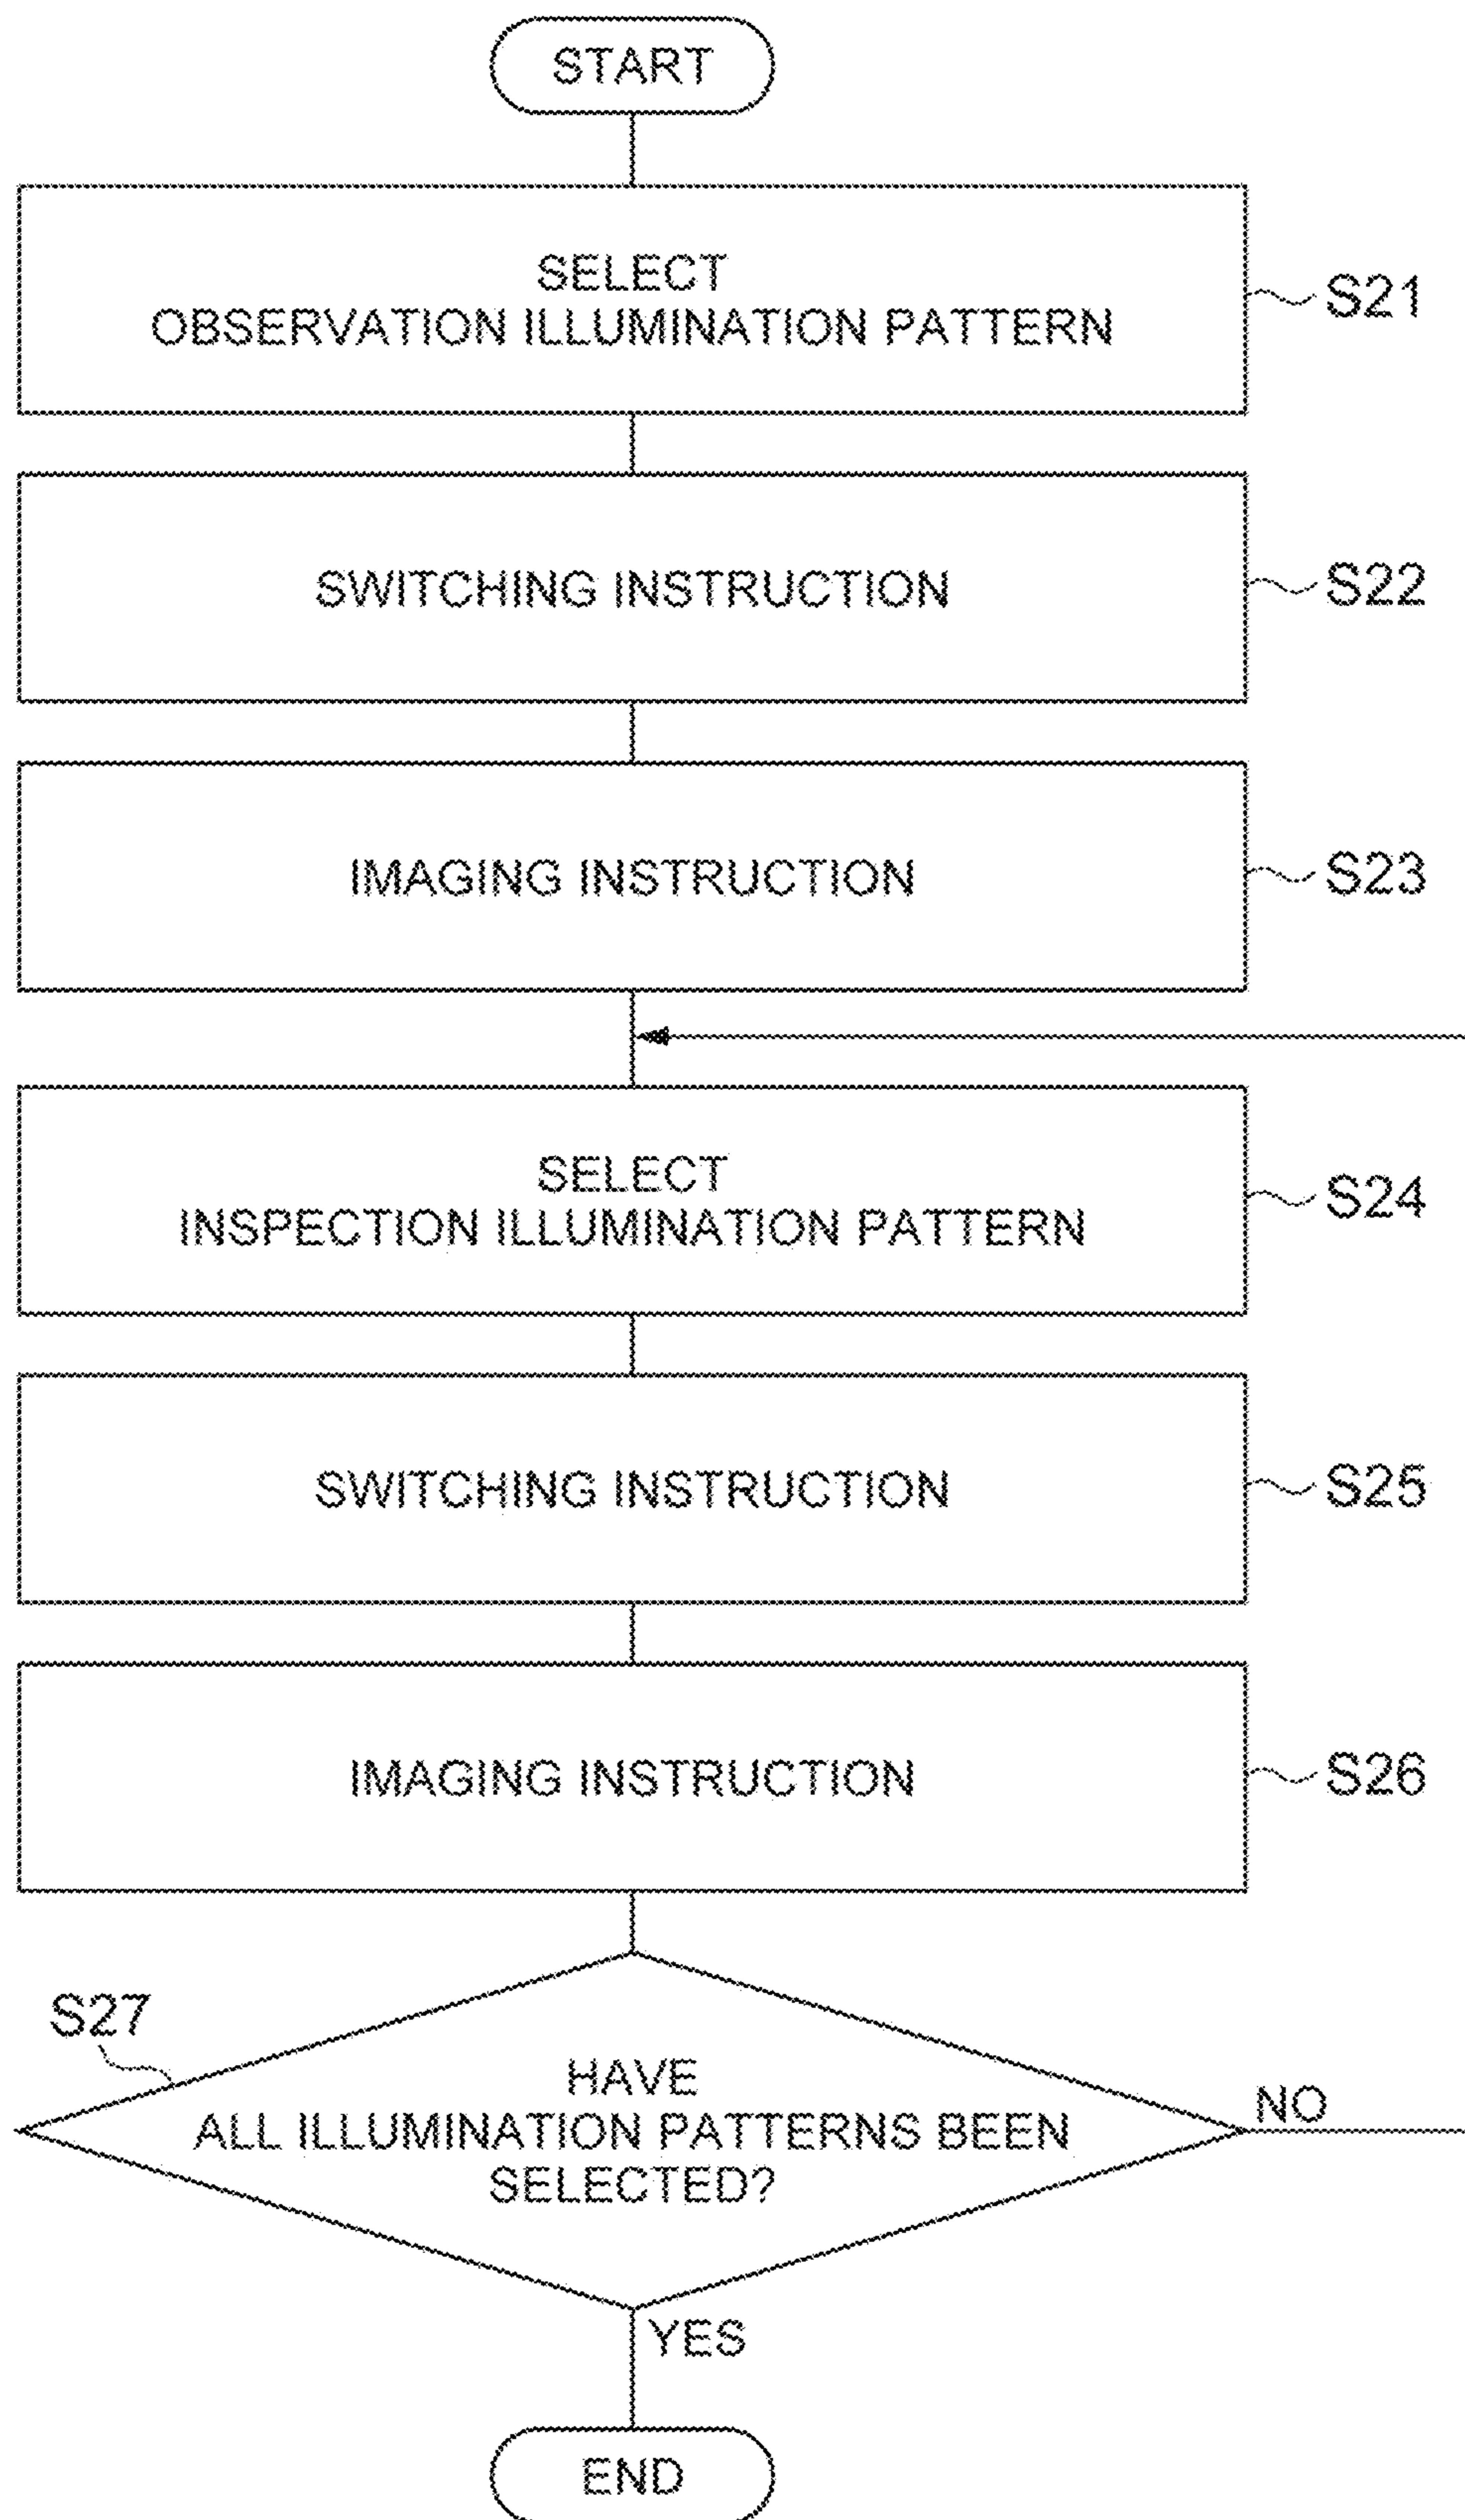 START
SELECT
OBSERVATION ILLUMINATION PATTERN
S21
SWITCHING INSTRUCTION
S22
IMAGING INSTRUCTION
S23
SELECT
INSPECTION ILLUMINATION PATTERN
S24
SWITCHING INSTRUCTION
S25
IMAGING INSTRUCTION
S26
S27
HAVE
ALL ILLUMINATION PATTERNS BEEN
SELECTED?
NO
YES
END